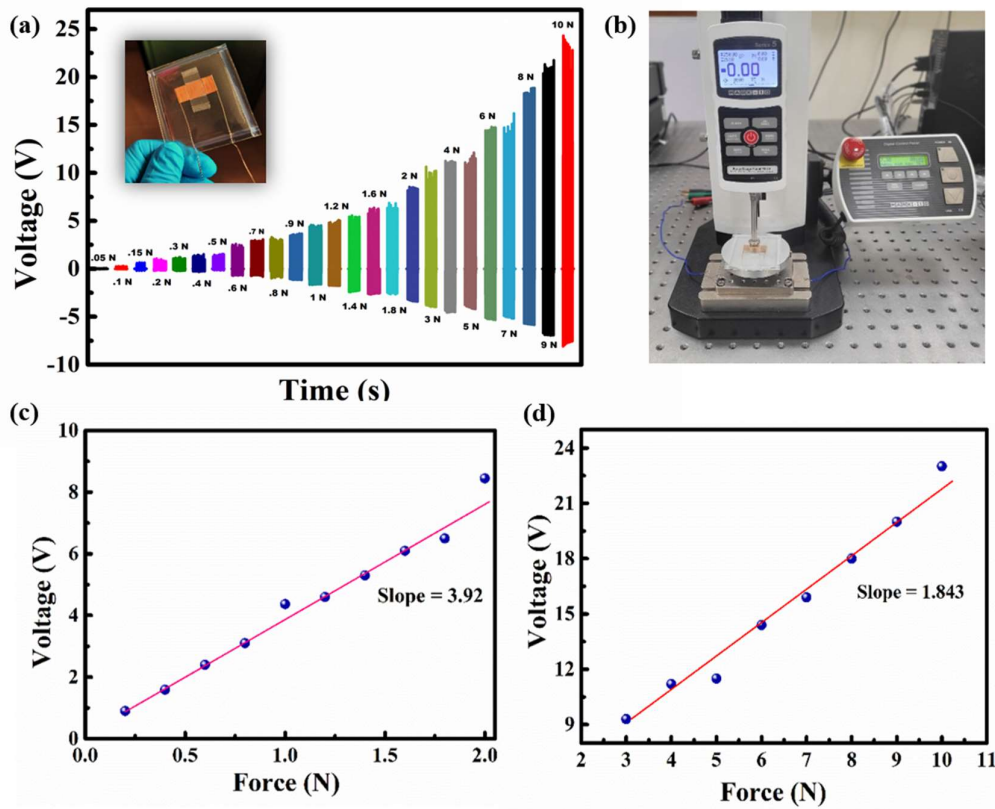 (a)
25
20
15
10
5
0
-5
-10
Voltage (V)
Time (s)
.05 N
.1 N
.15 N
.2 N
.3 N
.4 N
.5 N
.6 N
.7 N
.8 N
.9 N
1 N
1.2 N
1.4 N
1.6 N
1.8 N
2 N
3 N
4 N
5 N
6 N
7 N
8 N
9 N
10 N
(b)
-0.00
MARK-10
(c)
10
8
6
4
2
0
0.0 0.5 1.0 1.5 2.0
Voltage (V)
Force (N)
Slope = 3.92
(d)
24
21
18
15
12
9
2 3 4 5 6 7 8 9 10 11
Voltage (V)
Force (N)
Slope = 1.843